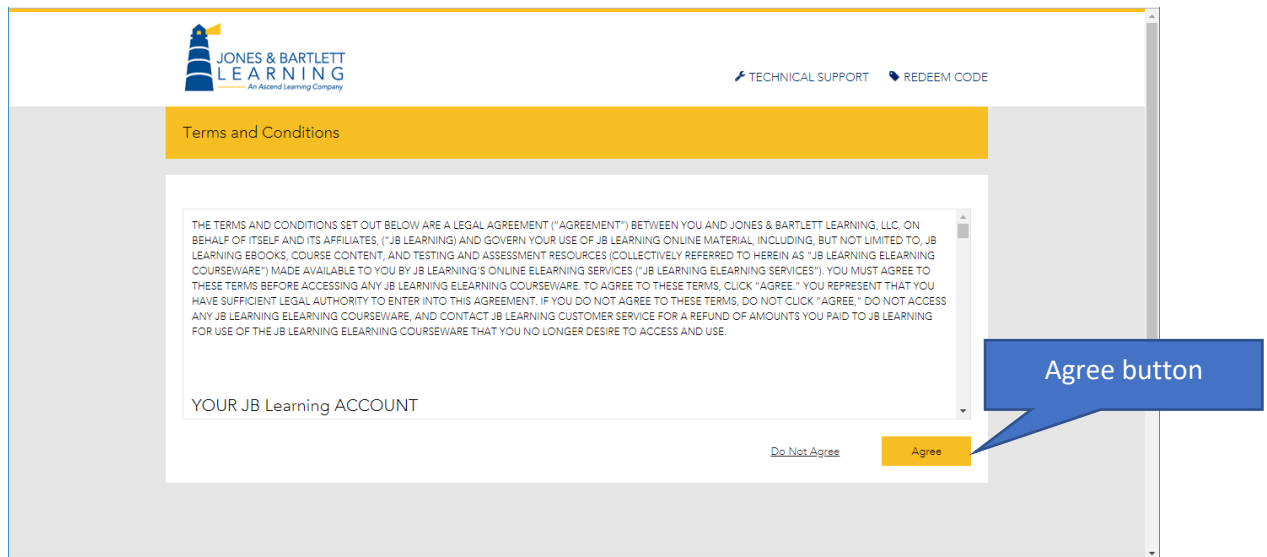 JONES & BARTLETT
LEARNING
An Ascend Learning Company
TECHNICAL SUPPORT REDEEM CODE
Terms and Conditions
THE TERMS AND CONDITIONS SET OUT BELOW ARE A LEGAL AGREEMENT ("AGREEMENT") BETWEEN YOU AND JONES & BARTLETT LEARNING, LLC, ON
BEHALF OF ITSELF AND ITS AFFILIATES, ("JB LEARNING) AND GOVERN YOUR USE OF JB LEARNING ONLINE MATERIAL, INCLUDING, BUT NOT LIMITED TO, JB
LEARNING EBOOKS, COURSE CONTENT, AND TESTING AND ASSESSMENT RESOURCES (COLLECTIVELY REFERRED TO HEREIN AS "JB LEARNING ELEARNING
COURSEWARE") MADE AVAILABLE TO YOU BY JB LEARNING'S ONLINE ELEARNING SERVICES ("JB LEARNING ELEARNING SERVICES"). YOU MUST AGREE TO
THESE TERMS BEFORE ACCESSING ANY JB LEARNING ELEARNING COURSEWARE. TO AGREE TO THESE TERMS, CLICK "AGREE." YOU REPRESENT THAT YOU
HAVE SUFFICIENT LEGAL AUTHORITY TO ENTER INTO THIS AGREEMENT. IF YOU DO NOT AGREE TO THESE TERMS, DO NOT CLICK "AGREE," DO NOT ACCESS
ANY JB LEARNING ELEARNING COURSEWARE, AND CONTACT JB LEARNING CUSTOMER SERVICE FOR A REFUND OF AMOUNTS YOU PAID TO JB LEARNING
FOR USE OF THE JB LEARNING ELEARNING COURSEWARE THAT YOU NO LONGER DESIRE TO ACCESS AND USE.
Agree button
YOUR JB Learning ACCOUNT
Do Not Agree Agree